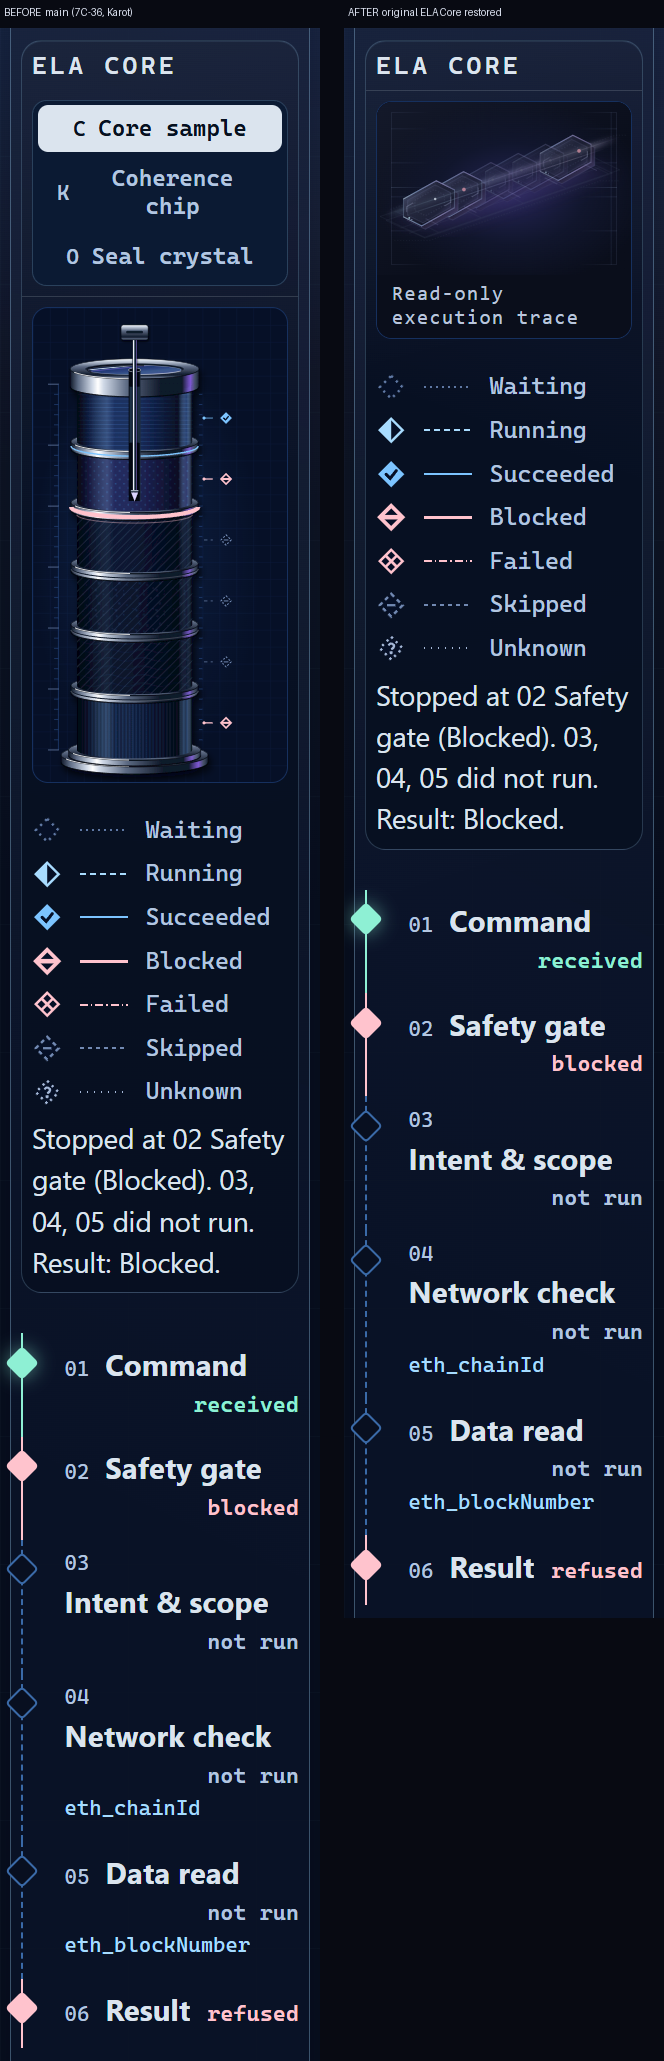 BEFORE main (7C-36, Karot)
ELA CORE
C Core sample
K Coherence
chip
O Seal crystal
Waiting
Running
Succeeded
Blocked
Failed
Skipped
Unknown
Stopped at 02 Safety
gate (Blocked). 03,
04, 05 did not run.
Result: Blocked.
01 Command
received
02 Safety gate
blocked
03
Intent & scope
not run
04
Network check
not run
eth_chainId
05 Data read
not run
eth_blockNumber
06 Result refused
AFTER original ELACore restored
ELA CORE
Read-only
execution trace
Waiting
Running
Succeeded
Blocked
Failed
Skipped
Unknown
Stopped at 02 Safety
gate (Blocked). 03,
04, 05 did not run.
Result: Blocked.
01 Command
received
02 Safety gate
blocked
03
Intent & scope
not run
04
Network check
not run
eth_chainId
05 Data read
not run
eth_blockNumber
06 Result refused